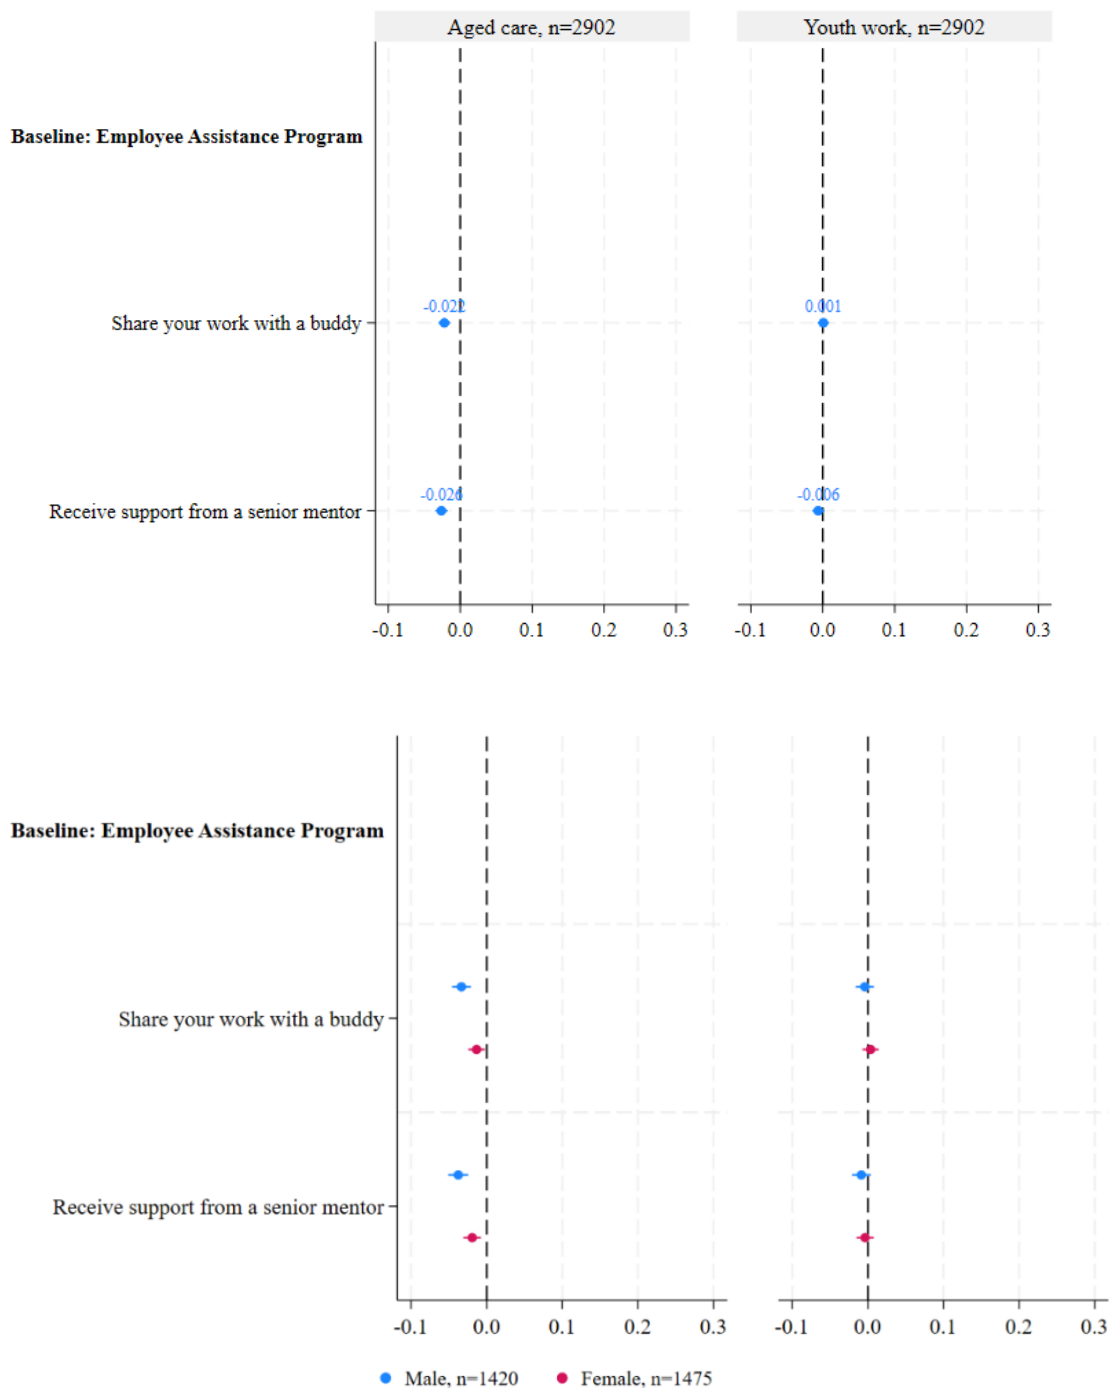 Aged care, n=2902 Youth work, n=2902
Baseline: Employee Assistance Program
-0.022 0.001
Share your work with a buddy
-0.026 -0.006
Receive support from a senior mentor
-0.1 0.0 0.1 0.2 0.3 -0.1 0.0 0.1 0.2 0.3
Baseline: Employee Assistance Program
Share your work with a buddy
Receive support from a senior mentor
-0.1 0.0 0.1 0.2 0.3 -0.1 0.0 0.1 0.2 0.3
Male, n=1420 Female, n=1475